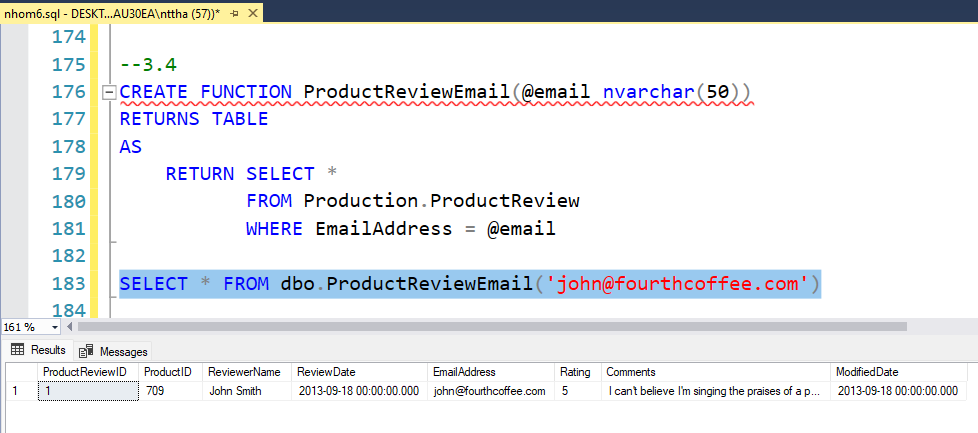 nhom6.sql - DESKT...AU30EA\nttha (57))*
174
175 --3.4
176 CREATE FUNCTION ProductReviewEmail(@email nvarchar(50))
177 RETURNS TABLE
178 AS
179 RETURN SELECT *
180 FROM Production.ProductReview
181 WHERE EmailAddress = @email
182
183 SELECT * FROM dbo.ProductReviewEmail('john@fourthcoffee.com')
184
161 %
Results Messages
ProductReviewID ProductID ReviewerName ReviewDate EmailAddress Rating Comments ModifiedDate
1 1 709 John Smith 2013-09-18 00:00:00.000 john@fourthcoffee.com 5 I can't believe I'm singing the praises of a p... 2013-09-18 00:00:00.000